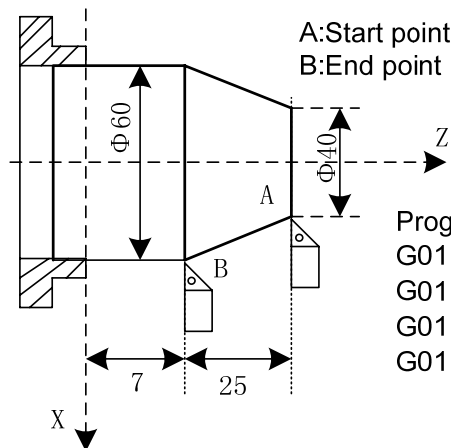 A:Start point
B:End point
Φ60
Φ40
Z
A
B
Prog
G01
G01
G01
G01
7
25
X